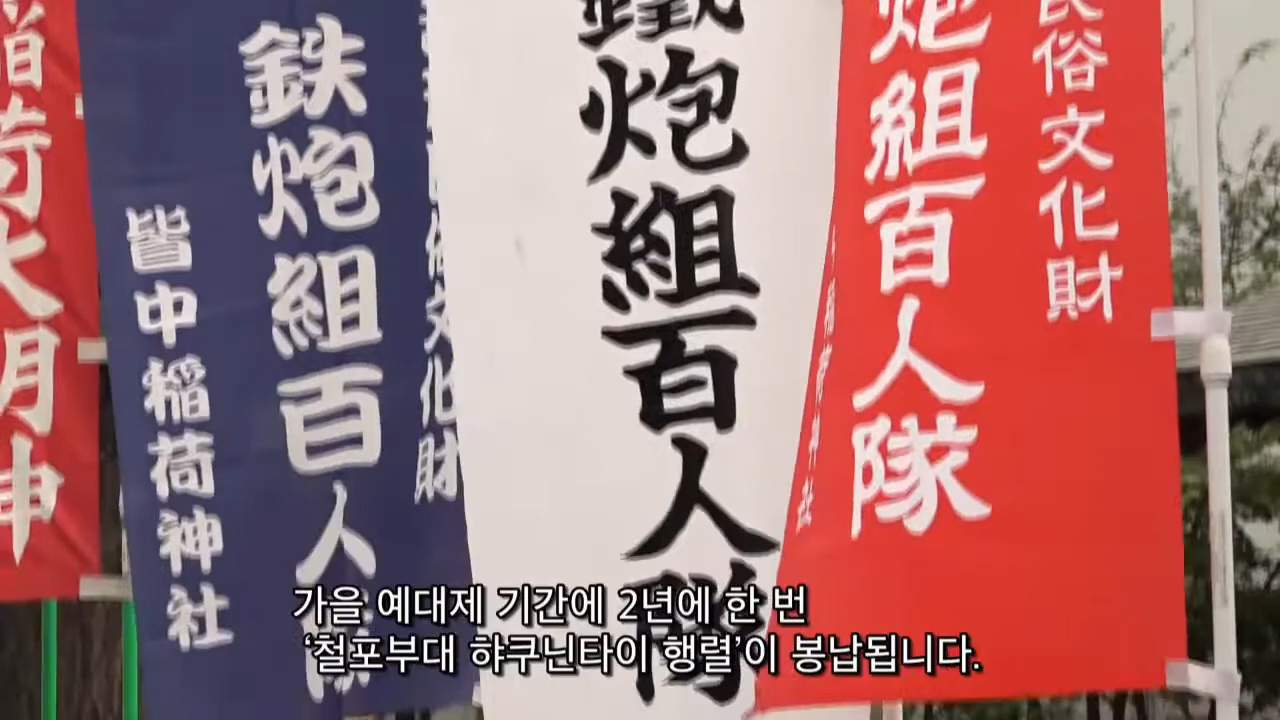 民俗文化財
炮組百人隊
鐵炮組百人隊
俗文化財
鉄炮組百人隊
皆中稲荷神社
稲荷大明神
가을 예대제 기간에 2년에 한 번
‘철포부대 햐쿠닌타이 행렬’이 봉납됩니다.